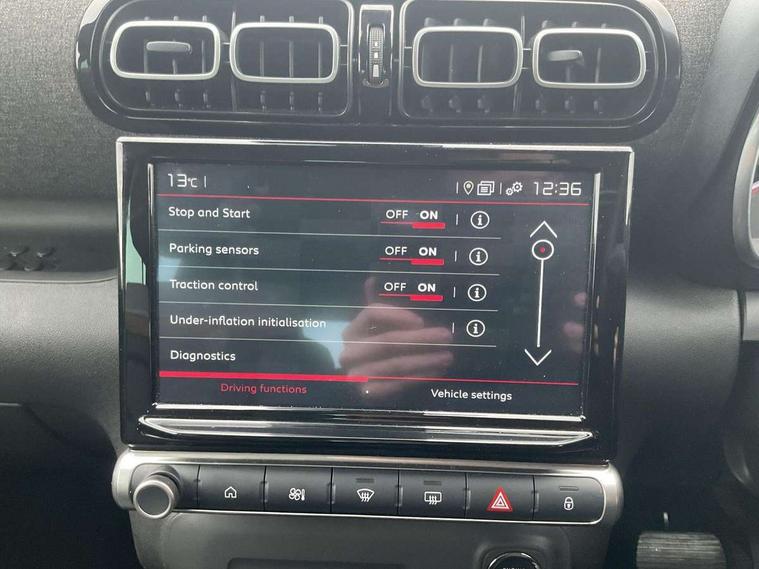 13°C 12:36
Stop and Start OFF ON i
Parking sensors OFF ON i
Traction control OFF ON i
Under-inflation initialisation i
Diagnostics
Driving functions Vehicle settings